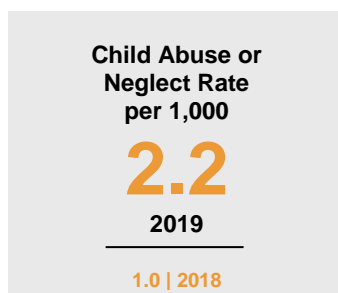 Child Abuse or
Neglect Rate
per 1,000
2.2
2019
1.0 | 2018